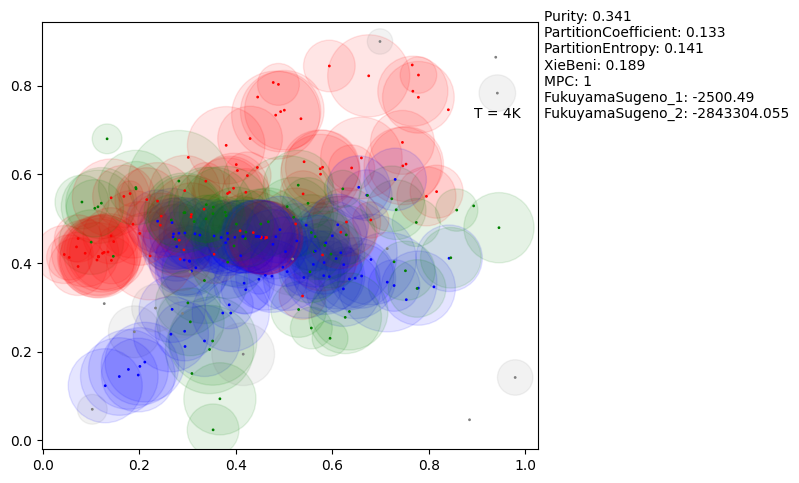 Purity: 0.341
PartitionCoefficient: 0.133
PartitionEntropy: 0.141
XieBeni: 0.189
MPC: 1
FukuyamaSugeno_1: -2500.49
FukuyamaSugeno_2: -2843304.055
T = 4K
0.8
0.6
0.4
0.2
0.0
0.0 0.2 0.4 0.6 0.8 1.0